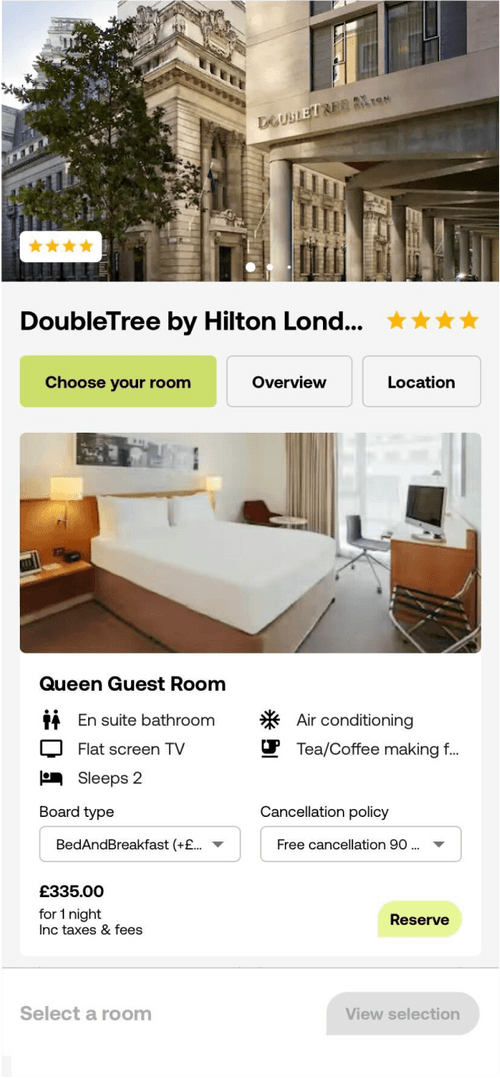 DOUBLETREE BY HILTON
DoubleTree by Hilton Lond...
Choose your room
Overview
Location
Queen Guest Room
En suite bathroom
Air conditioning
Flat screen TV
Tea/Coffee making f...
Sleeps 2
Board type
Cancellation policy
BedAndBreakfast (+£...
Free cancellation 90 ...
£335.00
for 1 night
Inc taxes & fees
Reserve
Select a room
View selection